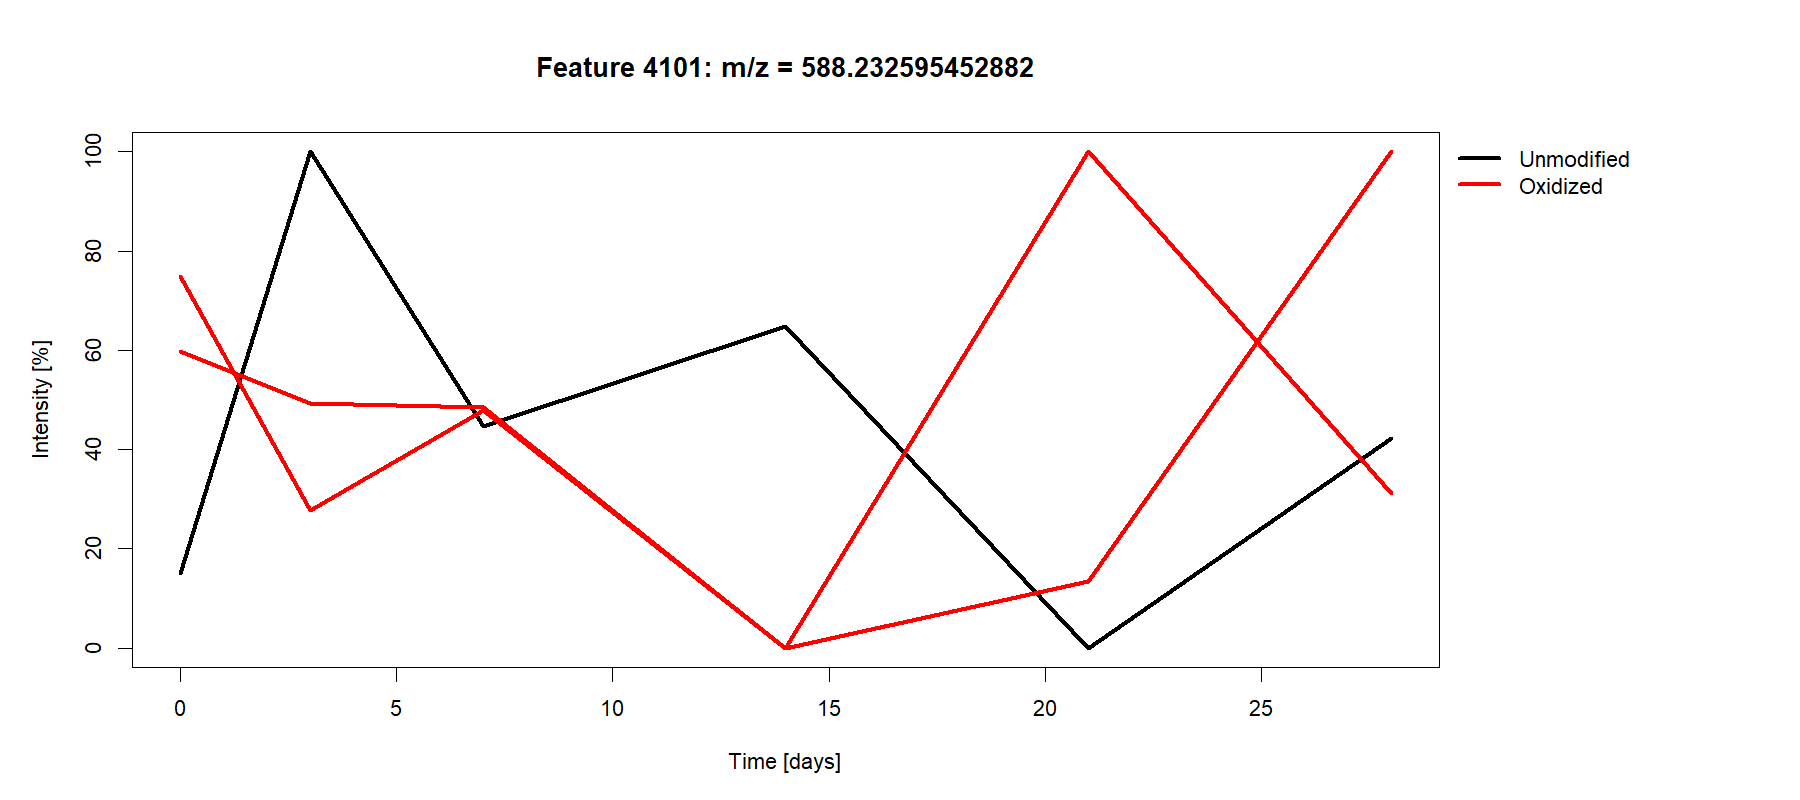 Feature 4101: m/z = 588.232595452882
Unmodified
Oxidized
Intensity [%]
100
80
60
40
20
0
0 5 10 15 20 25
Time [days]